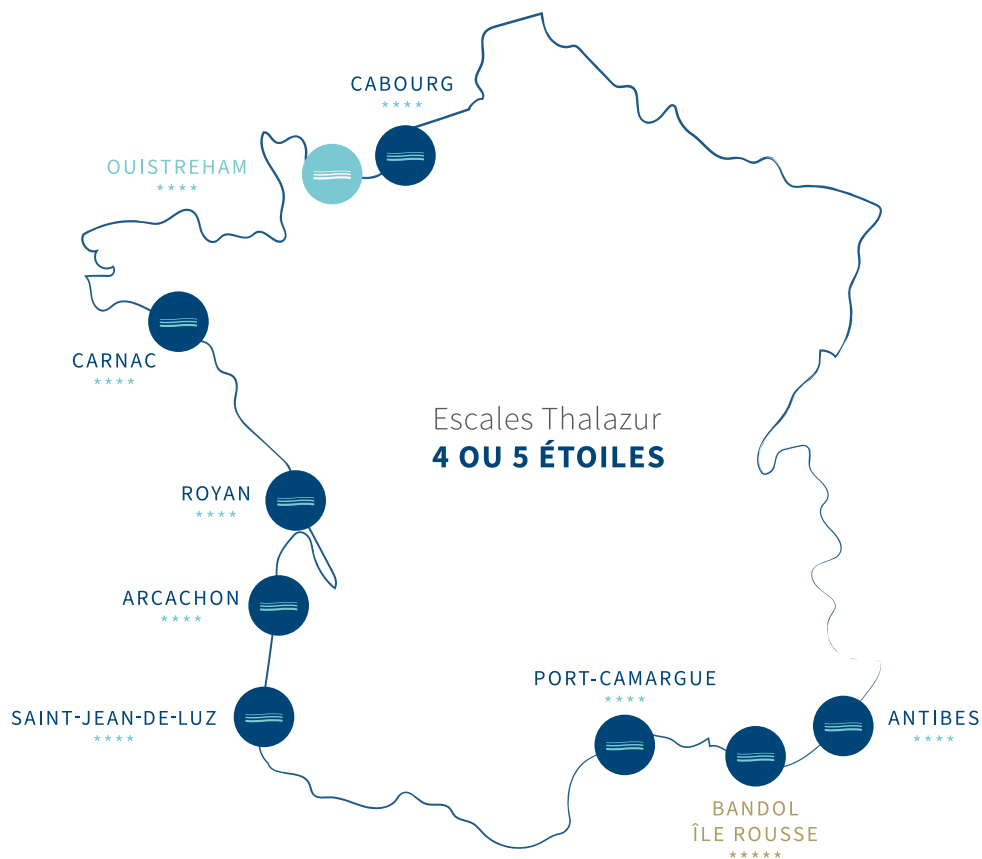 CABOURG
****
OUISTREHAM
****
CARNAC
****
Escales Thalazur
4 OU 5 ÉTOILES
ROYAN
****
ARCACHON
****
PORT-CAMARGUE
****
SAINT-JEAN-DE-LUZ
****
ANTIBES
****
BANDOL
ÎLE ROUSSE
*****